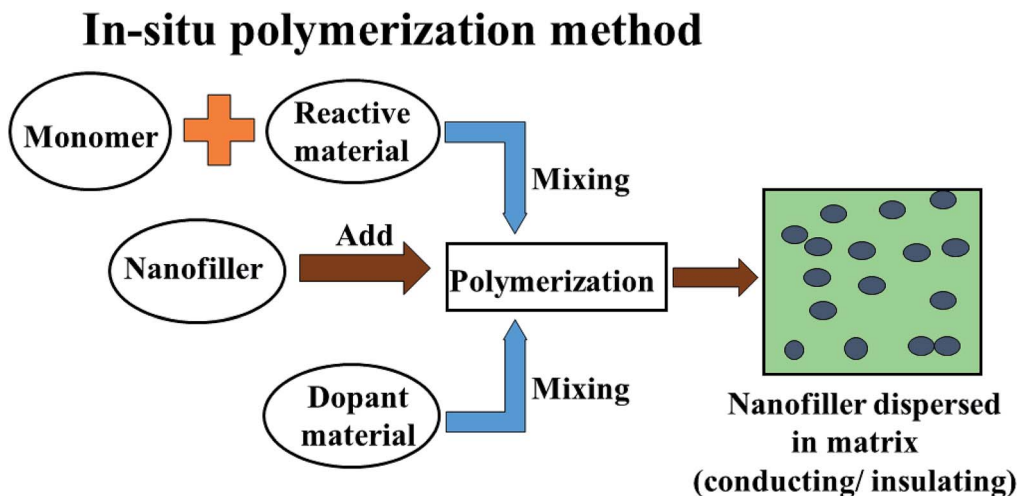 In-situ polymerization method
Monomer
Reactive
material
Mixing
Nanofiller
Add
Polymerization
Dopant
material
Mixing
Nanofiller dispersed
in matrix
(conducting/ insulating)